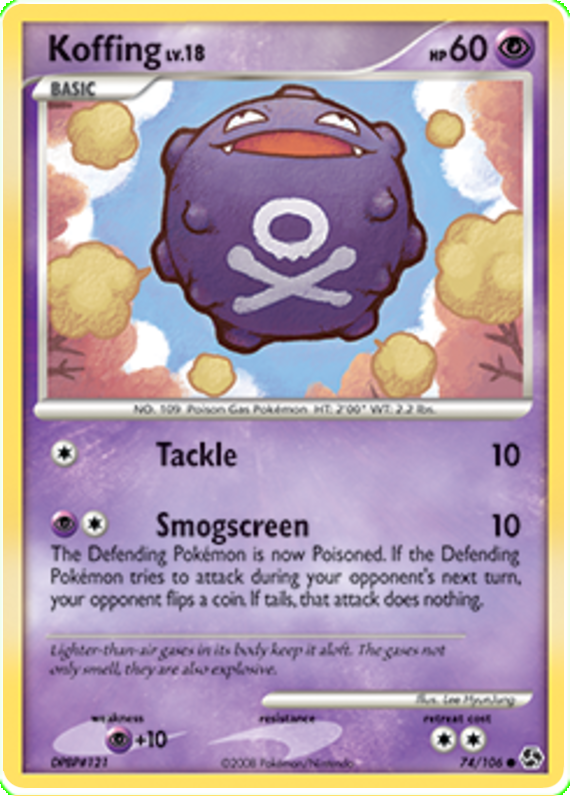 Koffing LV.18 HP 60
BASIC
NO. 109 Poison Gas Pokémon HT: 2'00" WT: 2.2 lbs.
Tackle 10
Smogscreen 10
The Defending Pokémon is now Poisoned. If the Defending
Pokémon tries to attack during your opponent's next turn,
your opponent flips a coin. If tails, that attack does nothing.
Lighter-than-air gases in its body keep it aloft. The gases not
only smell, they are also explosive.
Illus. Lee HyunJung
weakness resistance retreat cost
+10
DPBP#121 ©2008 Pokémon/Nintendo 74/106